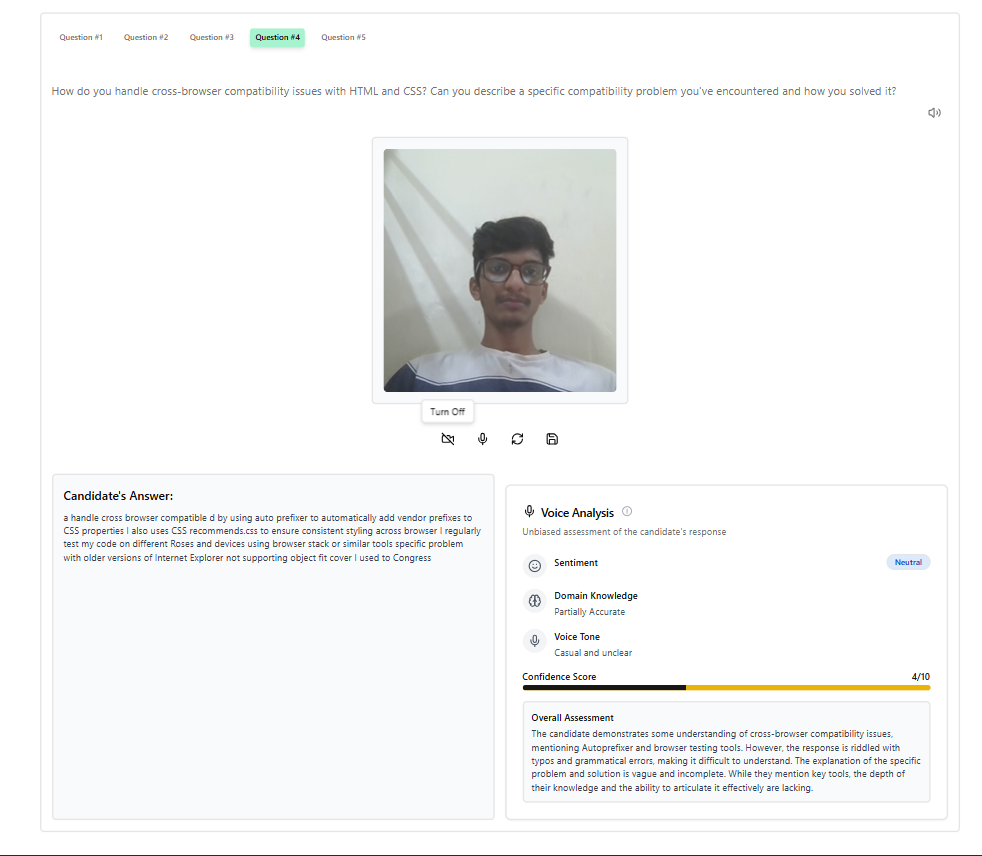 Question #1 Question #2 Question #3 Question #4 Question #5
How do you handle cross-browser compatibility issues with HTML and CSS? Can you describe a specific compatibility problem you've encountered and how you solved it?
Turn Off
Candidate's Answer:
a handle cross browser compatible d by using auto prefixer to automatically add vendor prefixes to
CSS properties I also uses CSS recommends.css to ensure consistent styling across browser I regularly
test my code on different Roses and devices using browser stack or similar tools specific problem
with older versions of Internet Explorer not supporting object fit cover I used to Congress
Voice Analysis
Unbiased assessment of the candidate's response
Sentiment
Neutral
Domain Knowledge
Partially Accurate
Voice Tone
Casual and unclear
Confidence Score 4/10
Overall Assessment
The candidate demonstrates some understanding of cross-browser compatibility issues,
mentioning Autoprefixer and browser testing tools. However, the response is riddled with
typos and grammatical errors, making it difficult to understand. The explanation of the specific
problem and solution is vague and incomplete. While they mention key tools, the depth of
their knowledge and the ability to articulate it effectively are lacking.